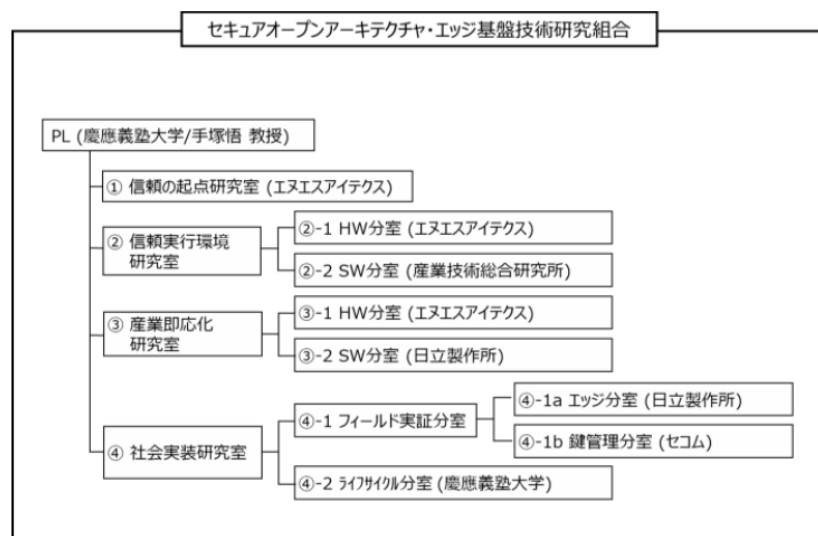 セキュアオープンアーキテクチャ・エッジ基盤技術研究組合
PL (慶應義塾大学/手塚悟 教授)
① 信頼の起点研究室 (エヌエスアイテクス)
② 信頼実行環境
研究室
②-1 HW分室 (エヌエスアイテクス)
②-2 SW分室 (産業技術総合研究所)
③ 産業即応化
研究室
③-1 HW分室 (エヌエスアイテクス)
③-2 SW分室 (日立製作所)
④ 社会実装研究室
④-1 フィールド実証分室
④-1a エッジ分室 (日立製作所)
④-1b 鍵管理分室 (セコム)
④-2 ライフサイクル分室 (慶應義塾大学)